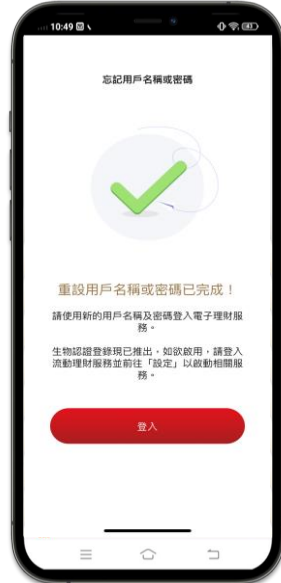 10:49
忘記用戶名稱或密碼
重設用戶名稱或密碼已完成！
請使用新的用戶名稱及密碼登入電子理財服
務。
生物認證登錄現已推出，如欲啟用，請登入
流動理財服務並前往「設定」以啟動相關服
務。
登入